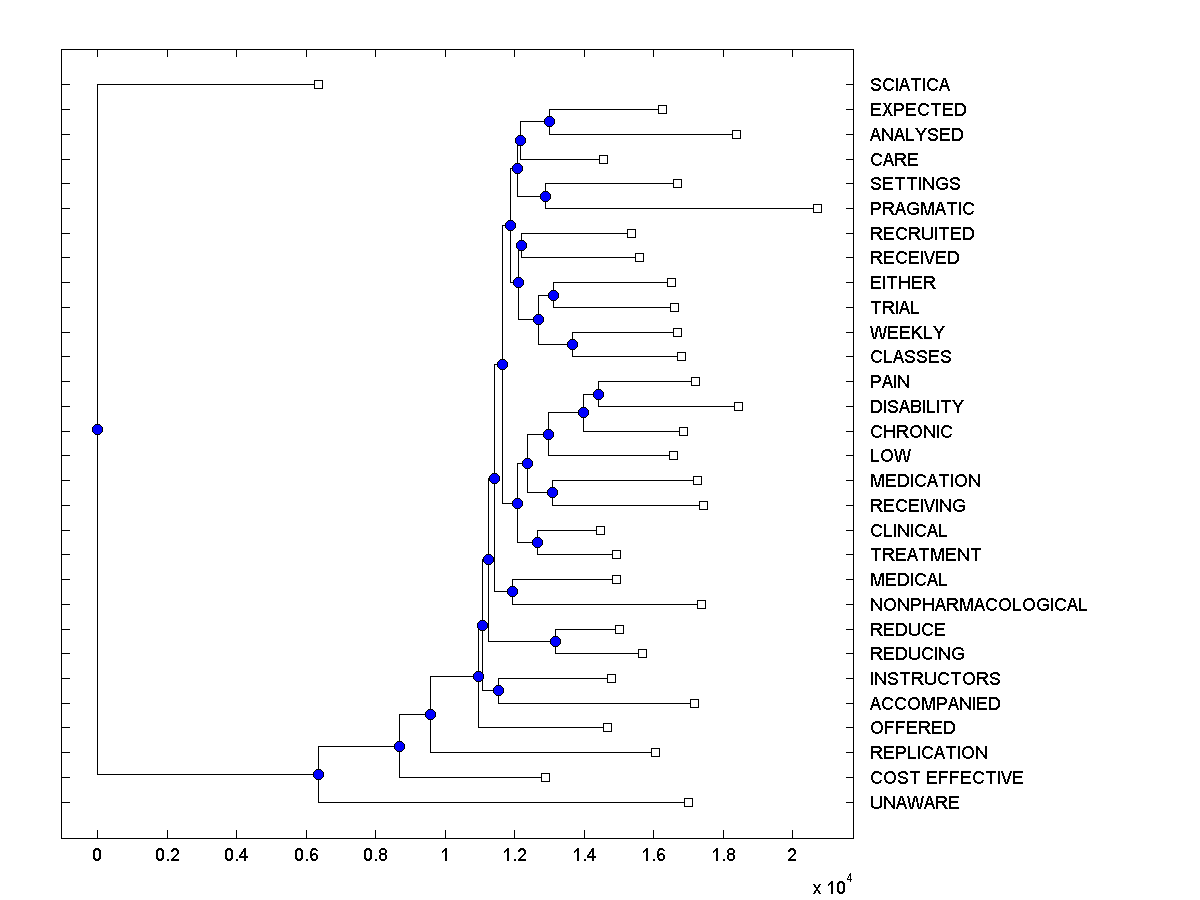 SCIATICA
EXPECTED
ANALYSED
CARE
SETTINGS
PRAGMATIC
RECRUITED
RECEIVED
EITHER
TRIAL
WEEKLY
CLASSES
PAIN
DISABILITY
CHRONIC
LOW
MEDICATION
RECEIVING
CLINICAL
TREATMENT
MEDICAL
NONPHARMACOLOGICAL
REDUCE
REDUCING
INSTRUCTORS
ACCOMPANIED
OFFERED
REPLICATION
COST EFFECTIVE
UNAWARE
0 0.2 0.4 0.6 0.8 1 1.2 1.4 1.6 1.8 2
x 10^4